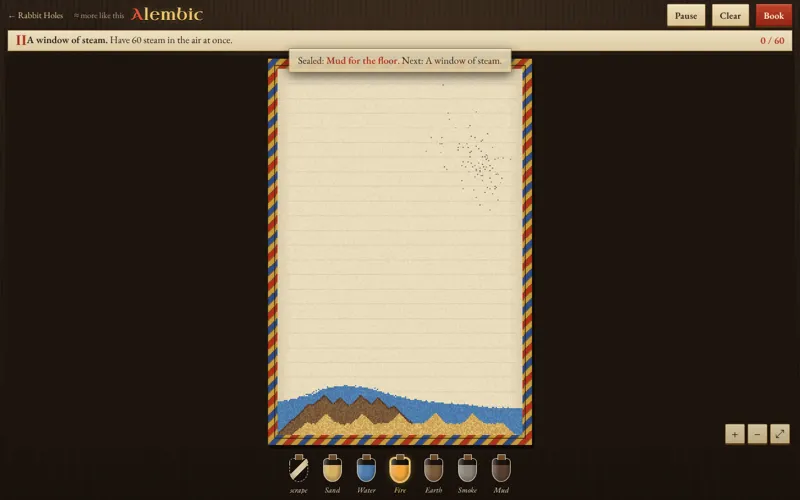 ← Rabbit Holes ≈ more like this Alembic Pause Clear Book
II A window of steam. Have 60 steam in the air at once. 0 / 60
Sealed: Mud for the floor. Next: A window of steam.
+ −
scrape Sand Water Fire Earth Smoke Mud